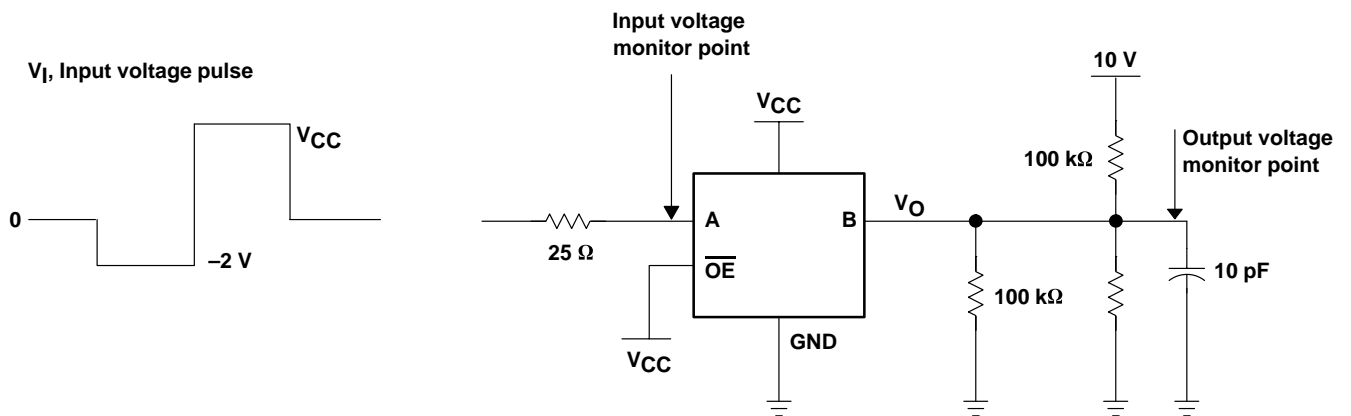 Input voltage
monitor point
VI, Input voltage pulse
VCC
0
–2 V
25 Ω
VCC
A
B
OE
VCC
GND
VO
10 V
100 kΩ
Output voltage
monitor point
100 kΩ
10 pF